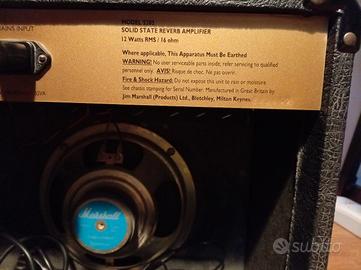 MAINS INPUT
MODEL 5205
SOLID STATE REVERB AMPLIFIER
12 Watts RMS / 16 ohm
Where applicable, This Apparatus Must Be Earthed
WARNING! No user serviceable parts inside, refer servicing to qualified
personnel. AVIS! Risque de choc. Ne pas overrir.
Fire & Shock Hazard: Do not expose this unit to rain or moisture
See chassis stamping for Serial Number. Manufactured in Great Britain by
Jim Marshall (Products) Ltd., Bletchley, Milton Keynes.
Marshall
subito